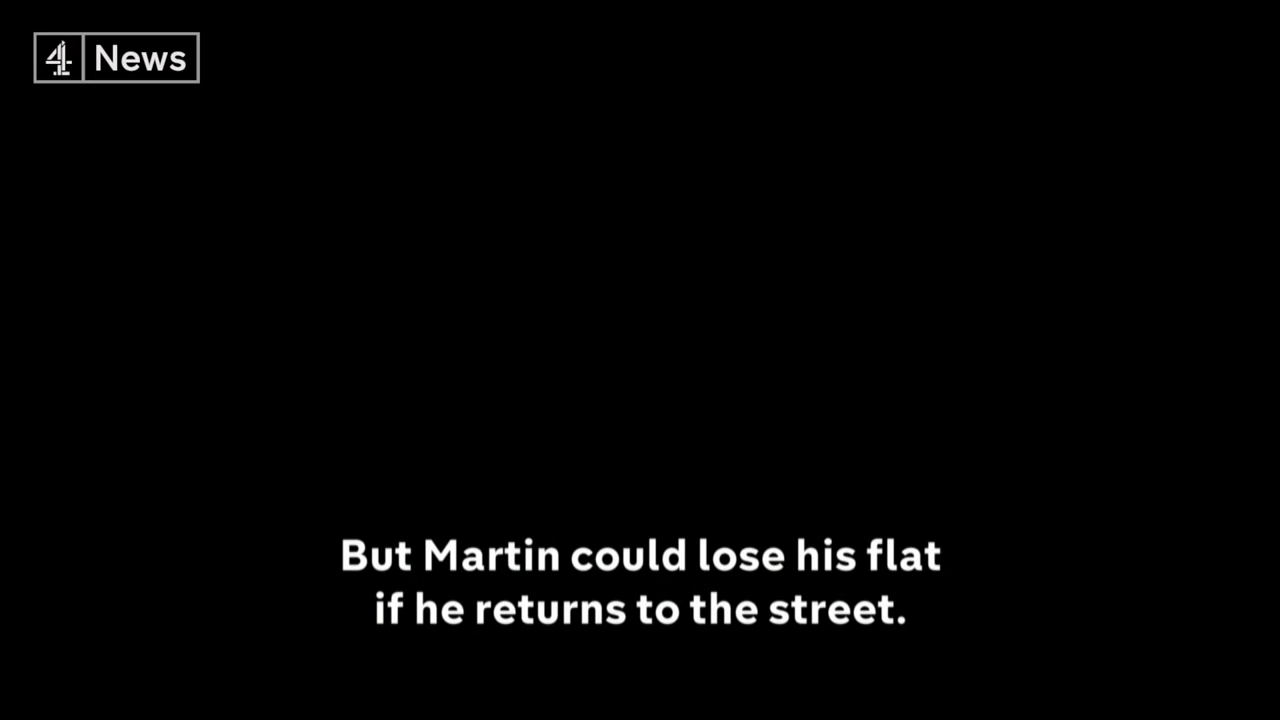 4 News
But Martin could lose his flat
if he returns to the street.